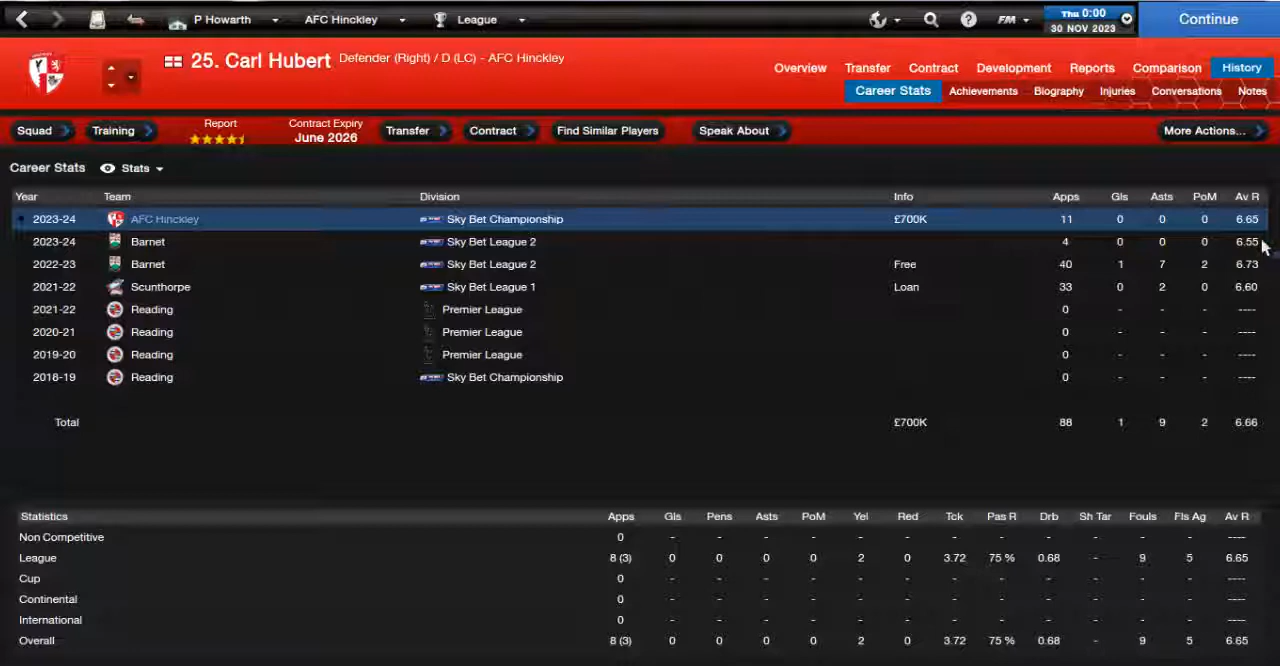 P Howarth AFC Hinckley League FM Thu 0:00 Continue
30 NOV 2023
25. Carl Hubert Defender (Right) / D (LC) - AFC Hinckley
Overview Transfer Contract Development Reports Comparison History
Career Stats Achievements Biography Injuries Conversations Notes
Squad Training Report Contract Expiry Transfer Contract Find Similar Players Speak About More Actions...
June 2026
Career Stats Stats
Year Team Division Info Apps Gls Asts PoM Av R
2023-24 AFC Hinckley Sky Bet Championship £700K 11 0 0 0 6.65
2023-24 Barnet Sky Bet League 2 4 0 0 0 6.55
2022-23 Barnet Sky Bet League 2 Free 40 1 7 2 6.73
2021-22 Scunthorpe Sky Bet League 1 Loan 33 0 2 0 6.60
2021-22 Reading Premier League 0 - - - ----
2020-21 Reading Premier League 0 - - - ----
2019-20 Reading Premier League 0 - - - ----
2018-19 Reading Sky Bet Championship 0 - - - ----
Total £700K 88 1 9 2 6.66
Statistics Apps Gls Pens Asts PoM Yel Red Tck Pas R Drb Sh Tar Fouls Fls Ag Av R
Non Competitive 0 - - - - - - - - - - - - ----
League 8 (3) 0 0 0 0 2 0 3.72 75 % 0.68 - 9 5 6.65
Cup 0 - - - - - - - - - - - - ----
Continental 0 - - - - - - - - - - - - ----
International 0 - - - - - - - - - - - - ----
Overall 8 (3) 0 0 0 0 2 0 3.72 75 % 0.68 - 9 5 6.65